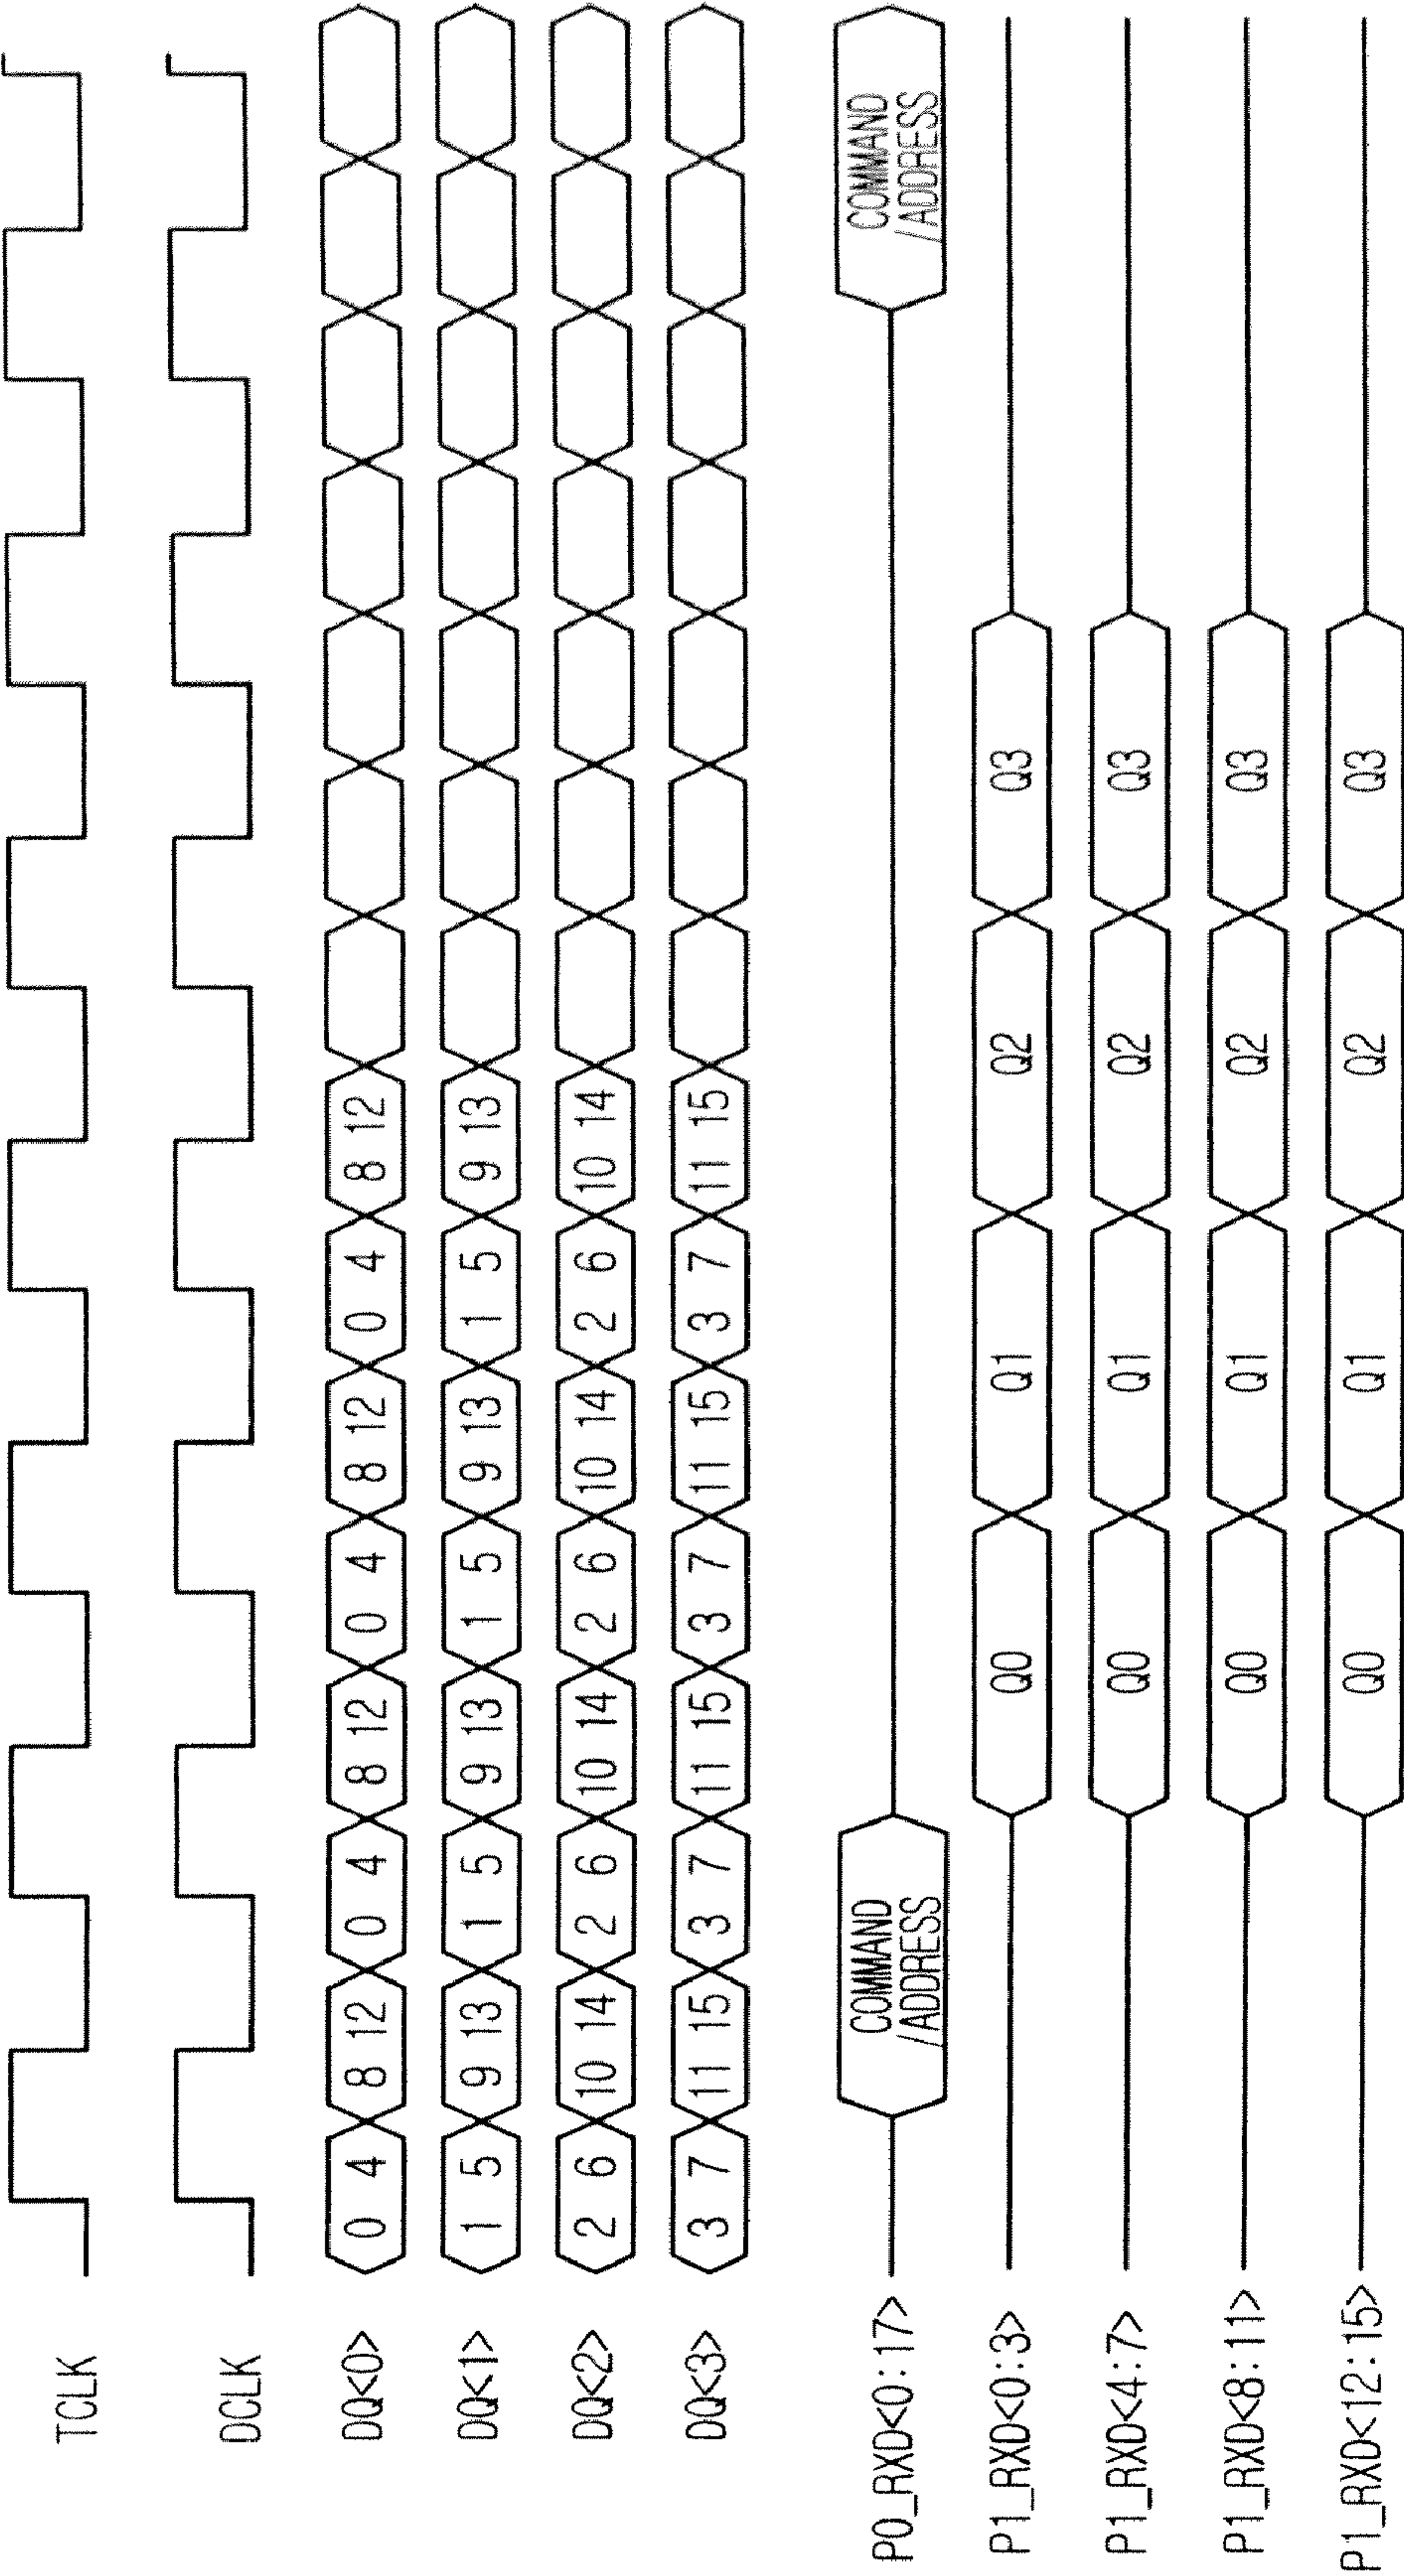 TCLK
DCLK
DQ<0> 0 4 8 12 0 4 8 12 0 4 8 12 0 4 8 12
DQ<1> 1 5 9 13 1 5 9 13 1 5 9 13 1 5 9 13
DQ<2> 2 6 10 14 2 6 10 14 2 6 10 14 2 6 10 14
DQ<3> 3 7 11 15 3 7 11 15 3 7 11 15 3 7 11 15
P0_RXD<0:17> COMMAND COMMAND
/ADDRESS /ADDRESS
P1_RXD<0:3> Q0 Q1 Q2 Q3
P1_RXD<4:7> Q0 Q1 Q2 Q3
P1_RXD<8:11> Q0 Q1 Q2 Q3
P1_RXD<12:15> Q0 Q1 Q2 Q3